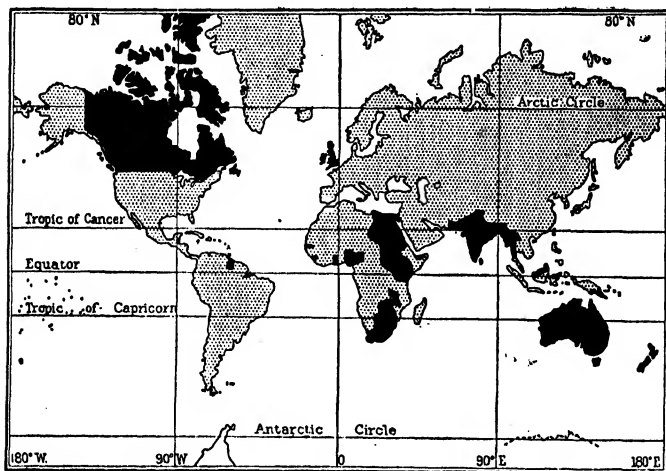 80°N
80°N
Arctic Circle
Tropic of Cancer
Equator
Tropic of Capricorn
Antarctic Circle
180°W.
90°W
0
90°E
180°E